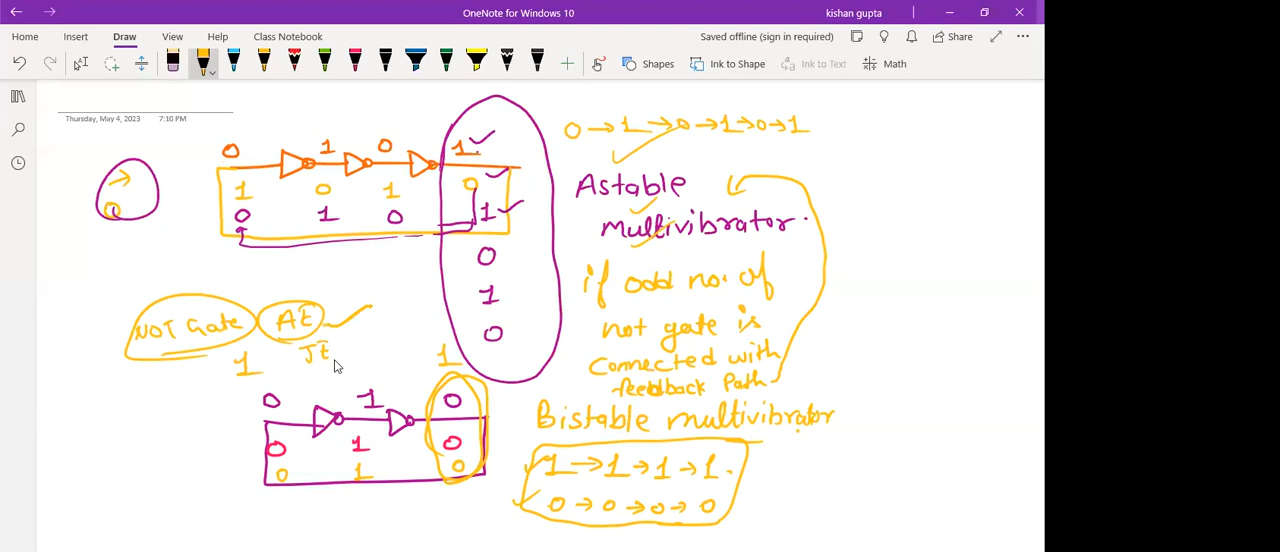 OneNote for Windows 10
kishan gupta
Home Insert Draw View Help Class Notebook
Saved offline (sign in required)
Share
Shapes
Ink to Shape
Ink to Text
Math
Thursday, May 4, 2023 7:10 PM
0 → 1 → 0 → 1 → 0 → 1
0 1 0 1
1 0 1 0
0 1 0 1
0
1
0
→
0
Astable
multivibrator.
if odd no. of
not gate is
Connected with
feedback Path
NOT Gate AE
JE
1 1
0 1 0
0 1 0
0 1 0
Bistable multivibrator
1 → 1 → 1 → 1.
0 → 0 → 0 → 0